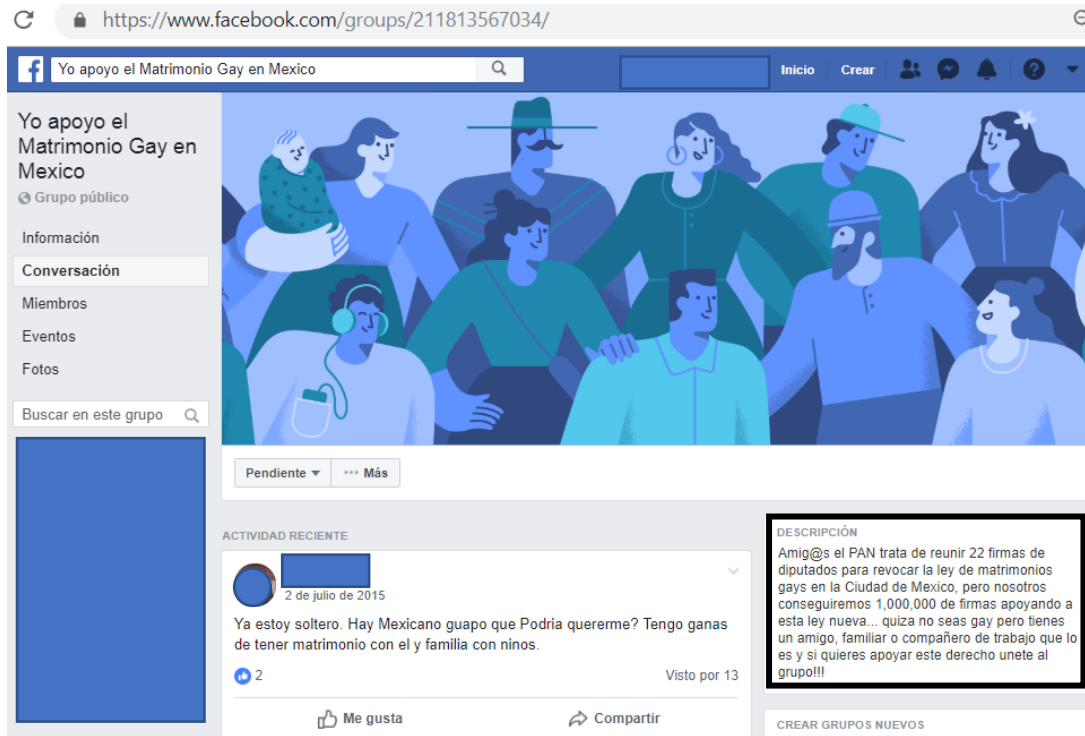 https://www.facebook.com/groups/211813567034/
f
Yo apoyo el Matrimonio Gay en Mexico
Inicio
Crear
Yo apoyo el
Matrimonio Gay en
Mexico
Grupo público
Información
Conversación
Miembros
Eventos
Fotos
Buscar en este grupo
Pendiente
Más
ACTIVIDAD RECIENTE
2 de julio de 2015
Ya estoy soltero. Hay Mexicano guapo que Podria quererme? Tengo ganas
de tener matrimonio con el y familia con ninos.
2
Visto por 13
Me gusta
Compartir
DESCRIPCIÓN
Amig@s el PAN trata de reunir 22 firmas de
diputados para revocar la ley de matrimonios
gays en la Ciudad de Mexico, pero nosotros
conseguiremos 1,000,000 de firmas apoyando a
esta ley nueva... quiza no seas gay pero tienes
un amigo, familiar o compañero de trabajo que lo
es y si quieres apoyar este derecho unete al
grupo!!!
CREAR GRUPOS NUEVOS